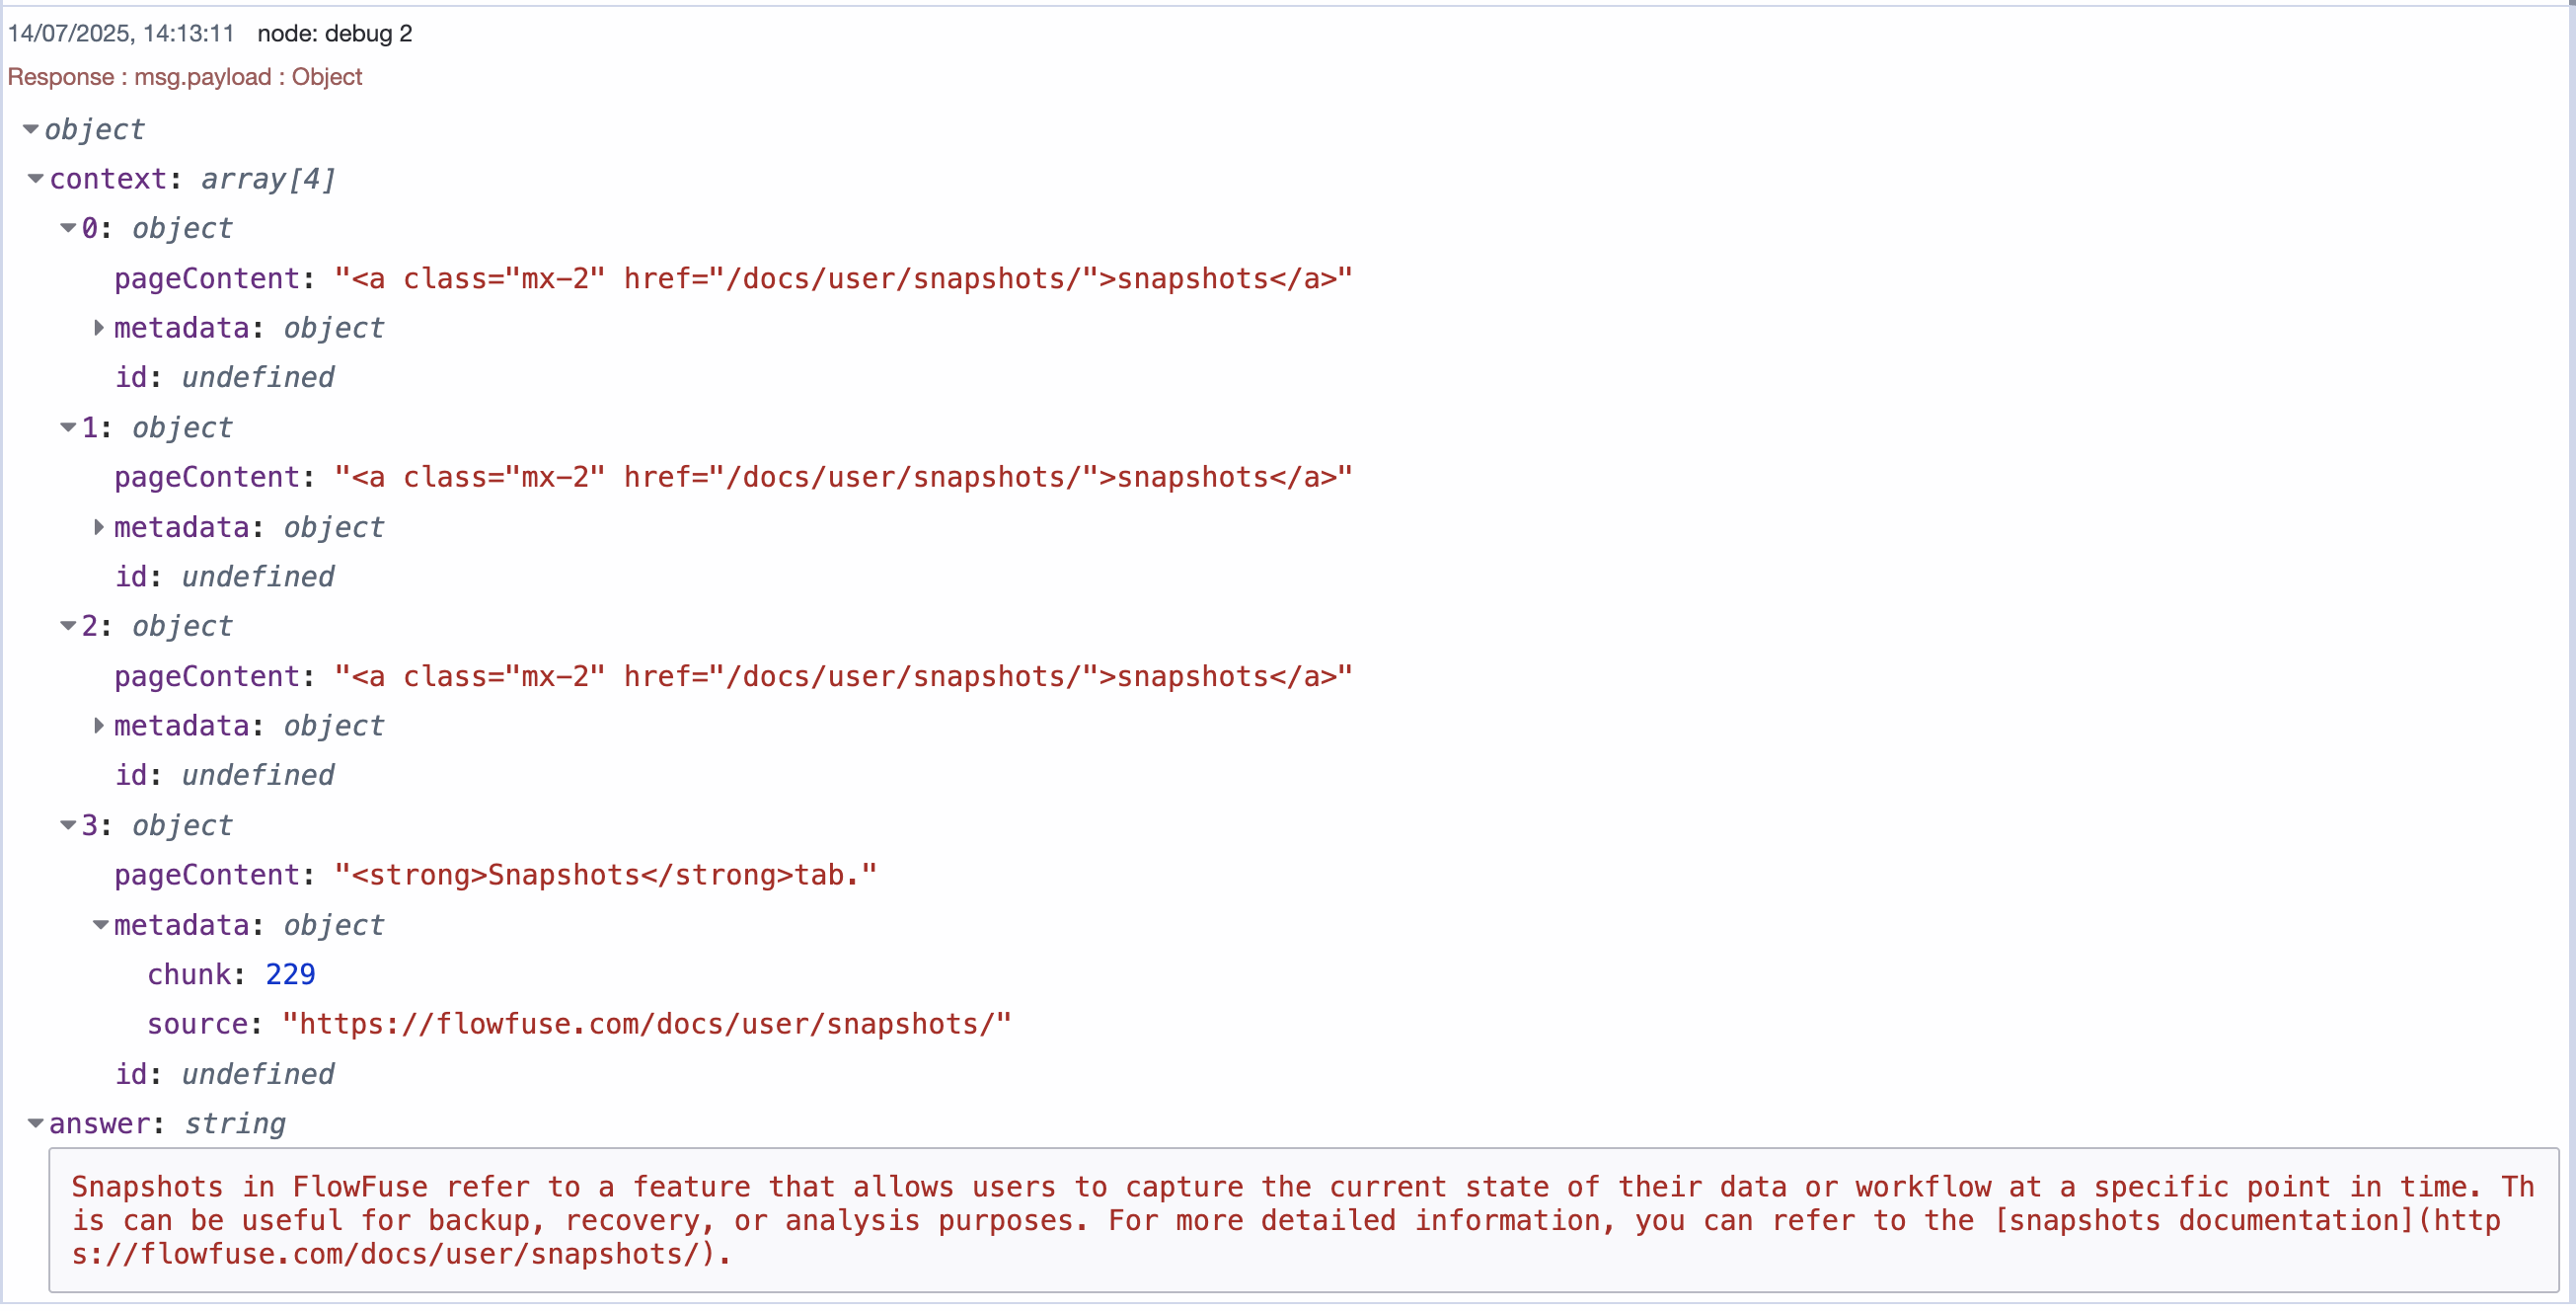 14/07/2025, 14:13:11 node: debug 2
Response : msg.payload : Object
object
context: array[4]
0: object
pageContent: "<a class="mx-2" href="/docs/user/snapshots/">snapshots</a>"
metadata: object
id: undefined
1: object
pageContent: "<a class="mx-2" href="/docs/user/snapshots/">snapshots</a>"
metadata: object
id: undefined
2: object
pageContent: "<a class="mx-2" href="/docs/user/snapshots/">snapshots</a>"
metadata: object
id: undefined
3: object
pageContent: "<strong>Snapshots</strong>tab."
metadata: object
chunk: 229
source: "https://flowfuse.com/docs/user/snapshots/"
id: undefined
answer: string
Snapshots in FlowFuse refer to a feature that allows users to capture the current state of their data or workflow at a specific point in time. Th
is can be useful for backup, recovery, or analysis purposes. For more detailed information, you can refer to the [snapshots documentation](http
s://flowfuse.com/docs/user/snapshots/).